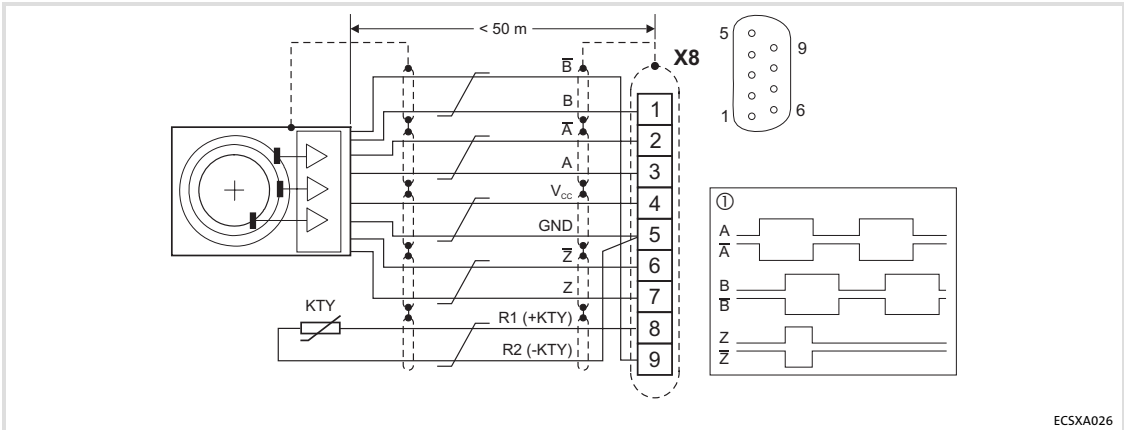 < 50 m
X8
B̅
B
A̅
A
V_cc
GND
Z̅
Z
R1 (+KTY)
R2 (-KTY)
KTY
1
2
3
4
5
6
7
8
9
5
9
1
6
①
A
A̅
B
B̅
Z
Z̅
ECSXA026